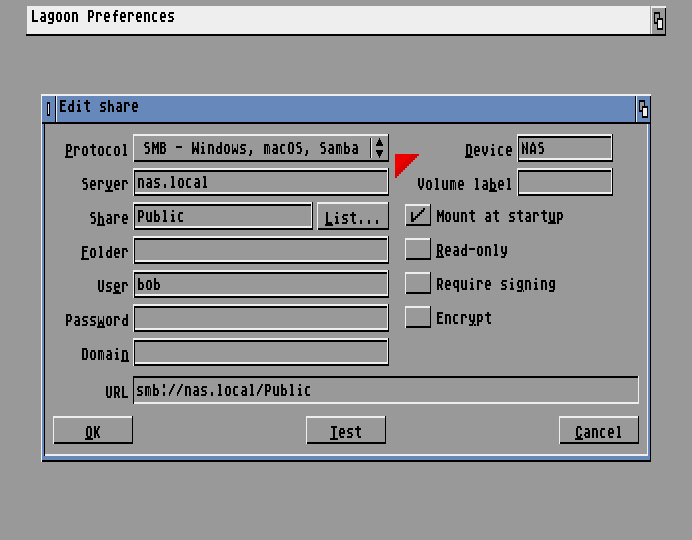 Lagoon Preferences
Edit share
Protocol SMB - Windows, macOS, Samba Device NAS
Server nas.local Volume label
Share Public List... Mount at startup
Folder Read-only
User bob Require signing
Password Encrypt
Domain
URL smb://nas.local/Public
OK Test Cancel